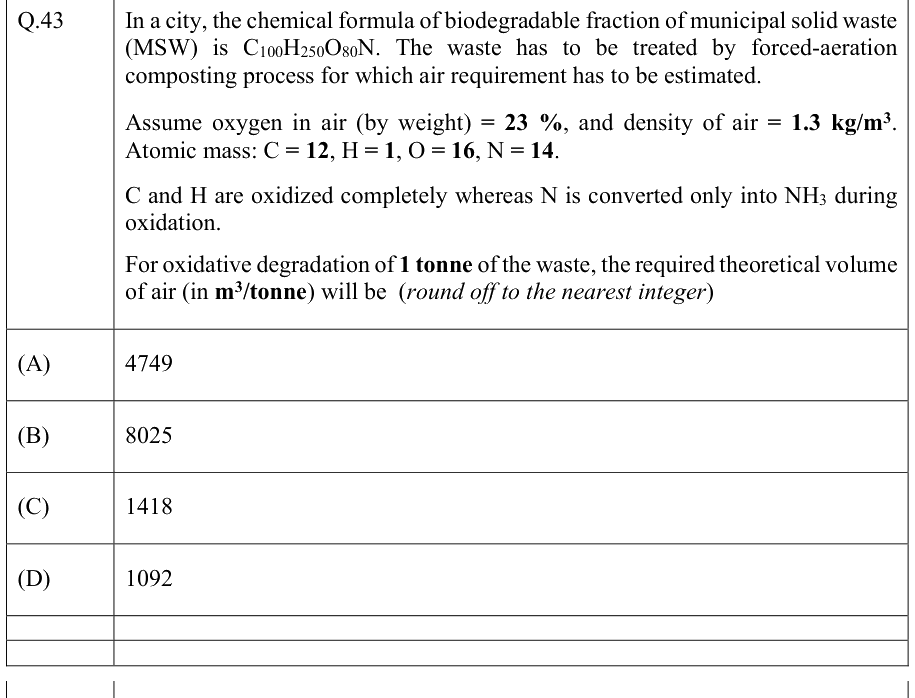 Q.43 In a city, the chemical formula of biodegradable fraction of municipal solid waste
(MSW) is C₁₀₀H₂₅₀O₈₀N. The waste has to be treated by forced-aeration
composting process for which air requirement has to be estimated.
Assume oxygen in air (by weight) = 23 %, and density of air = 1.3 kg/m³.
Atomic mass: C = 12, H = 1, O = 16, N = 14.
C and H are oxidized completely whereas N is converted only into NH₃ during
oxidation.
For oxidative degradation of 1 tonne of the waste, the required theoretical volume
of air (in m³/tonne) will be (round off to the nearest integer)
(A) 4749
(B) 8025
(C) 1418
(D) 1092